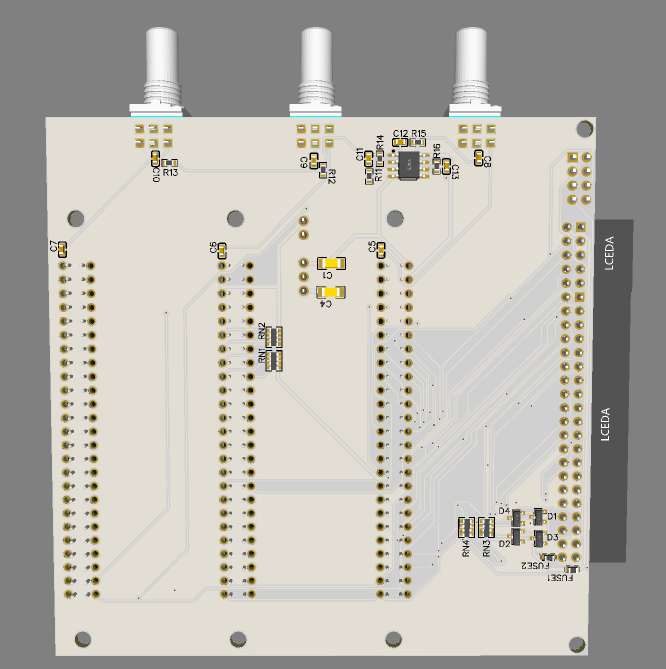 C12
R15
R14
C11
R11
R16
C13
C8
C10
R13
C9
R12
C7
C6
C5
LCEDA
C1
C4
RN2
RN1
LCEDA
D4
D1
D2
D3
RN4
RN3
FUSE2
FUSE1